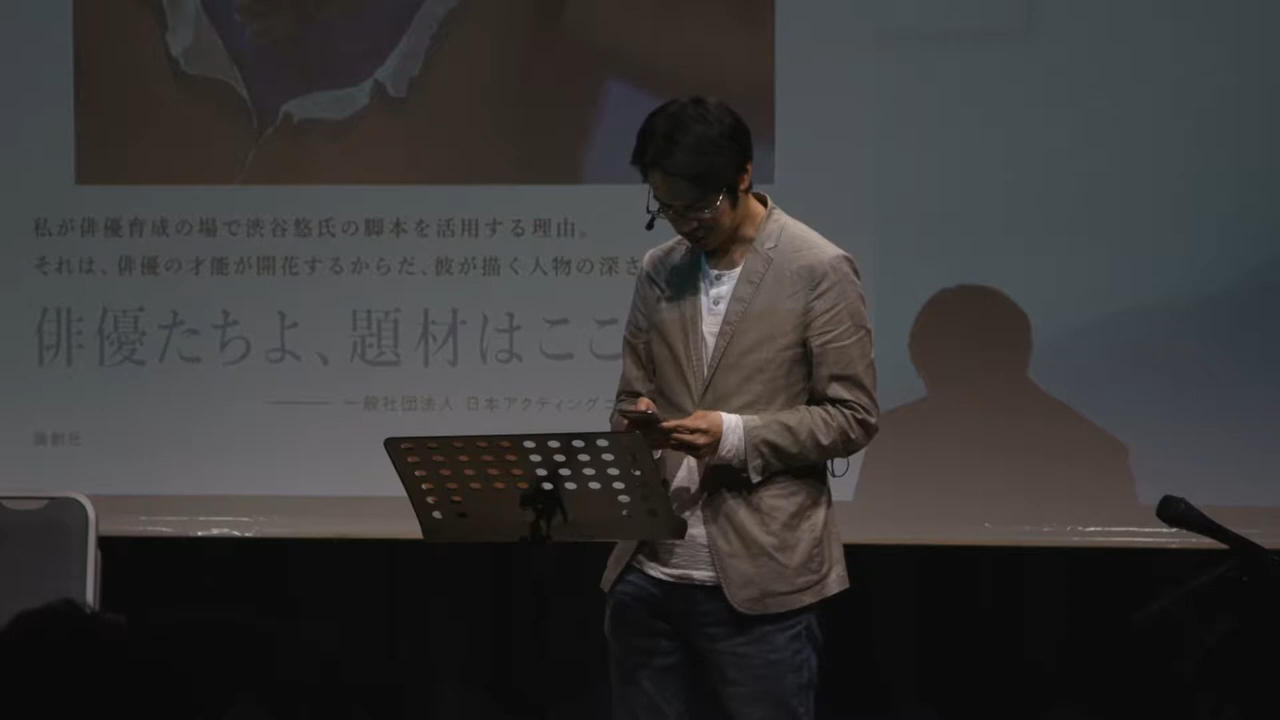 私が俳優育成の場で渋谷悠氏の脚本を活用する理由。
それは、俳優の才能が開花するからだ、彼が描く人物の深さ
俳優たちよ、題材はここ
一般社団法人 日本アクティング
論創社